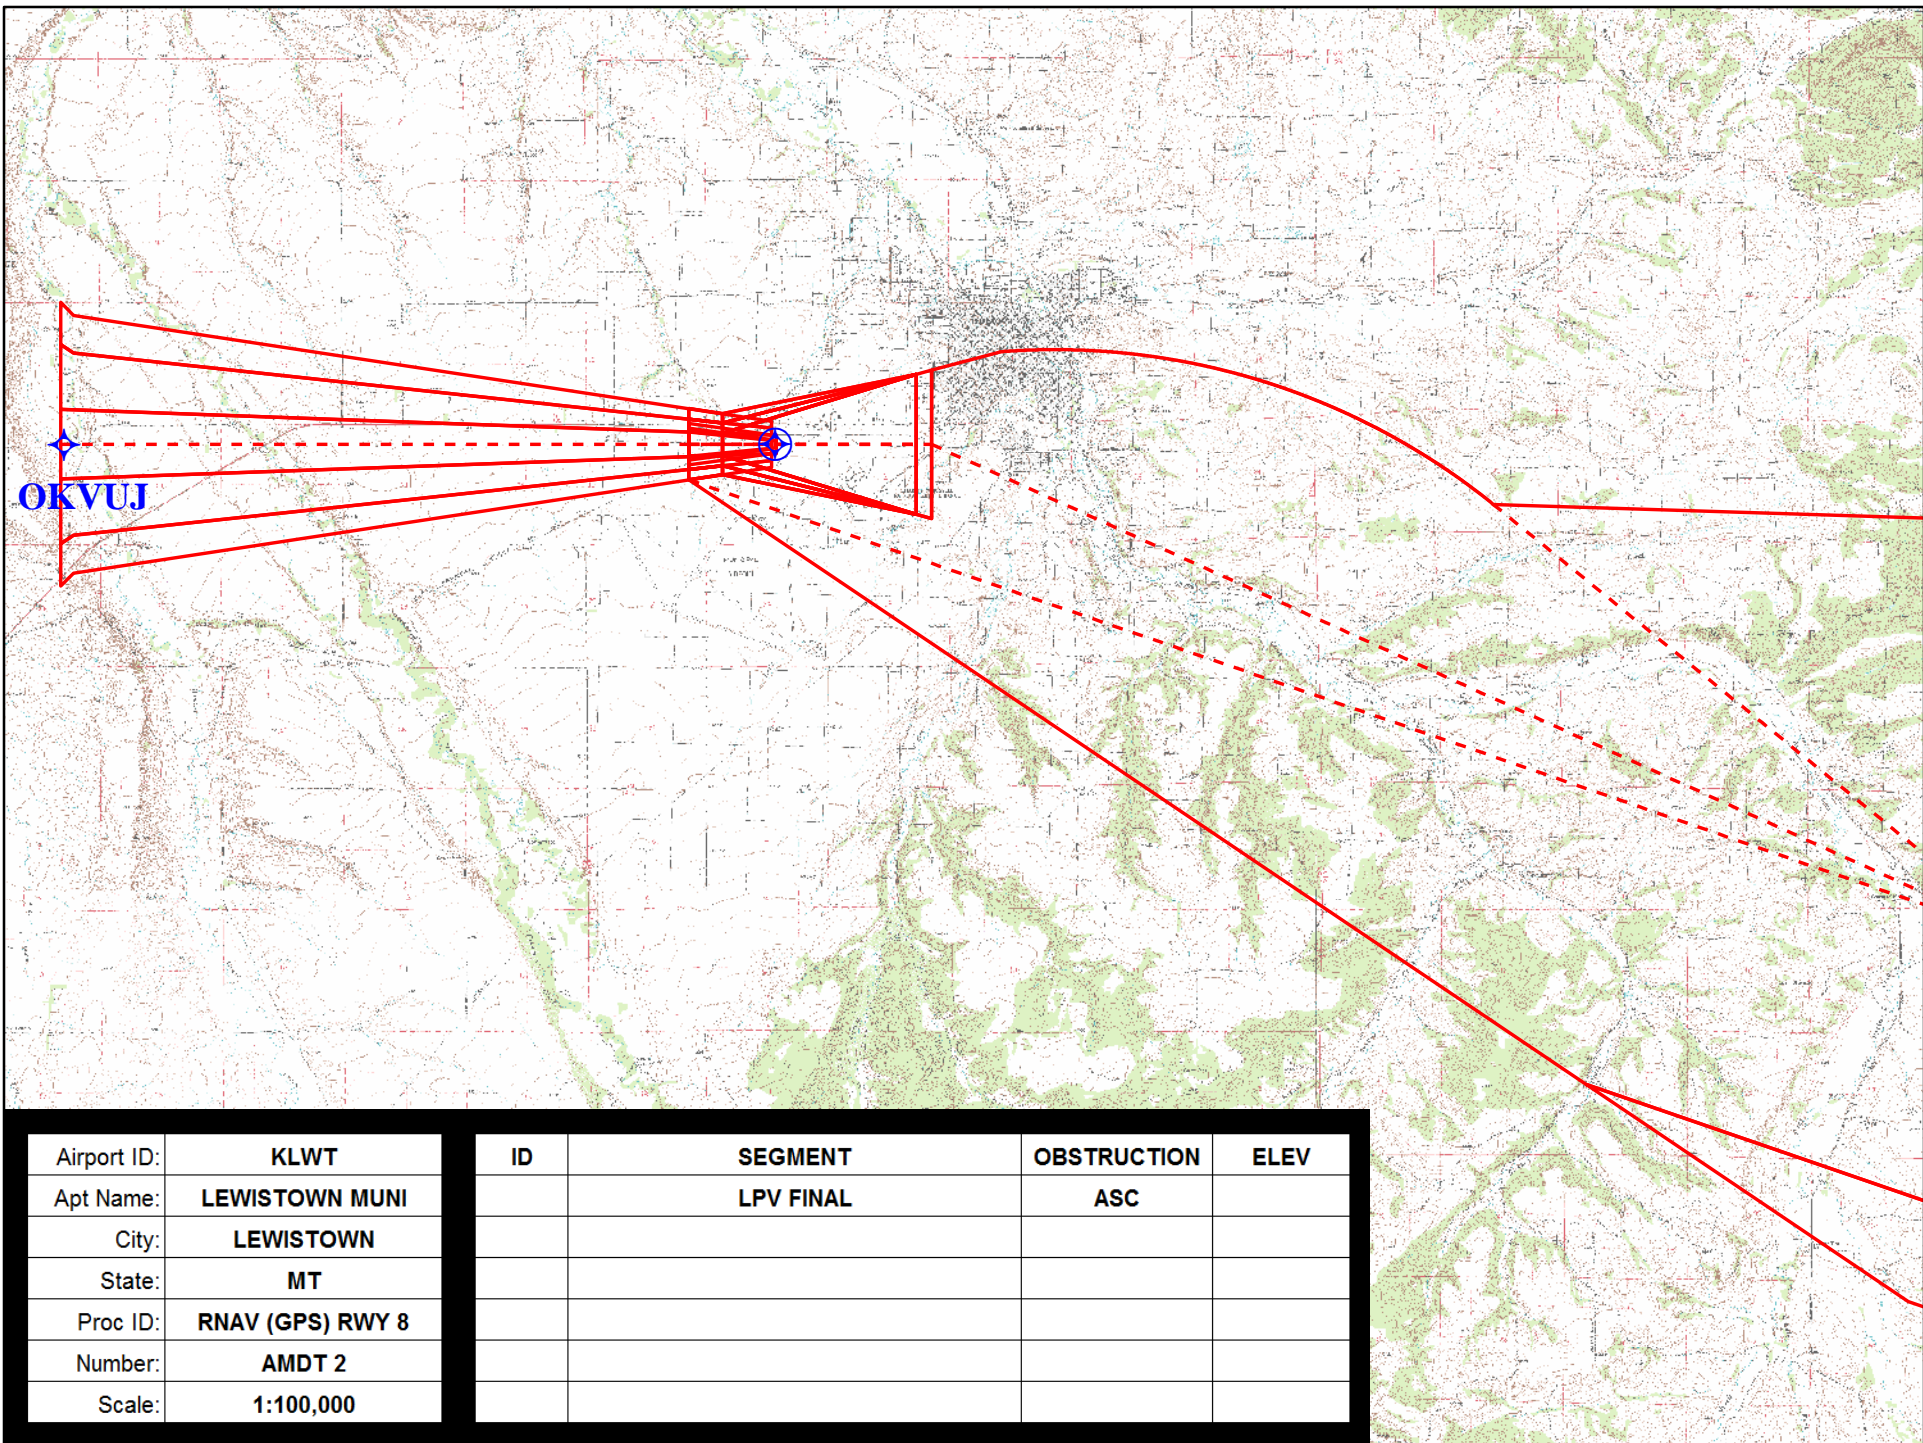 OKVUJ
Airport ID: KLWT
Apt Name: LEWISTOWN MUNI
City: LEWISTOWN
State: MT
Proc ID: RNAV (GPS) RWY 8
Number: AMDT 2
Scale: 1:100,000
ID SEGMENT OBSTRUCTION ELEV
LPV FINAL ASC